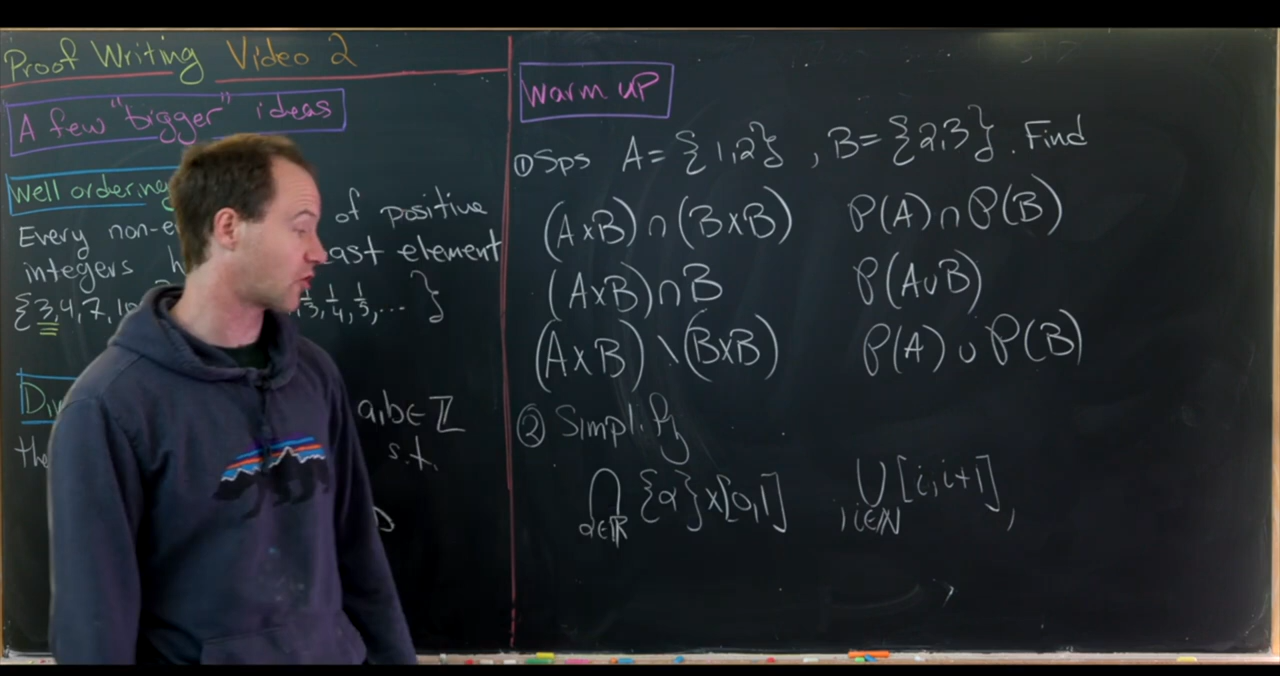 Proof Writing Video 2
A few "bigger" ideas
Well ordering
Every non-e of positive
integers h ast element
{3,4,7,10 1/3, 1/4, 1/5, ... }
Div a,b∈ℤ
the s.t.
Warm up
① Sps A={1,2}, B={2,3}. Find
(A×B)∩(B×B) P(A)∩P(B)
(A×B)∩B P(A∪B)
(A×B)\(B×B) P(A)∪P(B)
② Simplify
⋂ α∈ℝ {α}×[0,1] , ⋃ i∈ℕ [i,i+1],